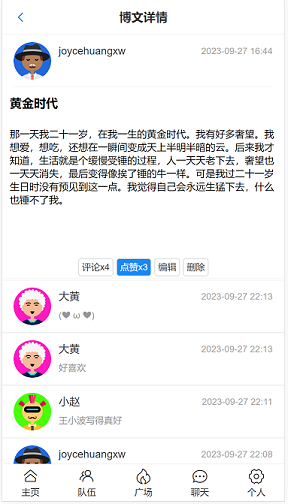 博文详情
joycehuangxw 2023-09-27 16:44
黄金时代
那一天我二十一岁，在我一生的黄金时代。我有好多奢望。我
想爱，想吃，还想在一瞬间变成天上半明半暗的云。后来我才
知道，生活就是个缓慢受锤的过程，人一天天老下去，奢望也
一天天消失，最后变得像挨了锤的牛一样。可是我过二十一岁
生日时没有预见到这一点。我觉得自己会永远生猛下去，什么
也锤不了我。
评论x4 点赞x3 编辑 删除
大黄 2023-09-27 22:13
(♥ ω ♥)
大黄 2023-09-27 22:13
好喜欢
小赵 2023-09-27 22:11
王小波写得真好
joycehuangxw 2023-09-27 22:08
主页 队伍 广场 聊天 个人